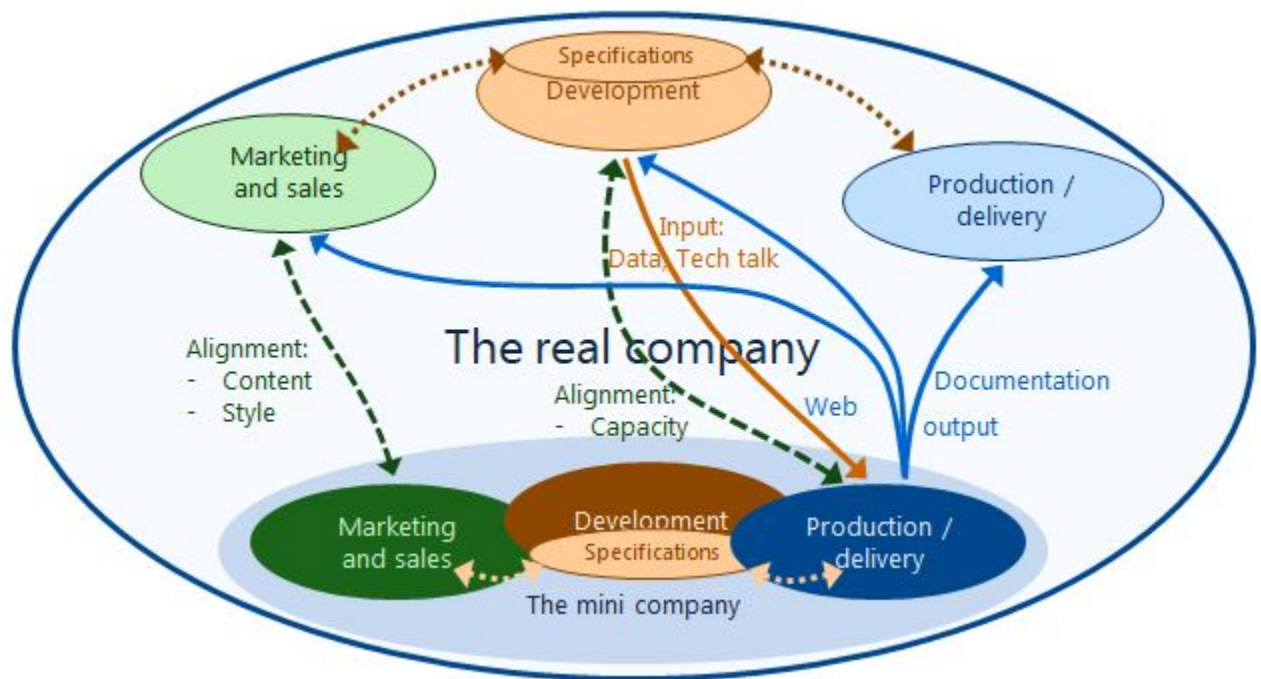 Specifications
Development
Marketing
and sales
Production /
delivery
Input:
Data, Tech talk
The real company
Alignment:
- Content
- Style
Alignment:
- Capacity
Web
Documentation
output
Marketing
and sales
Development
Specifications
Production /
delivery
The mini company